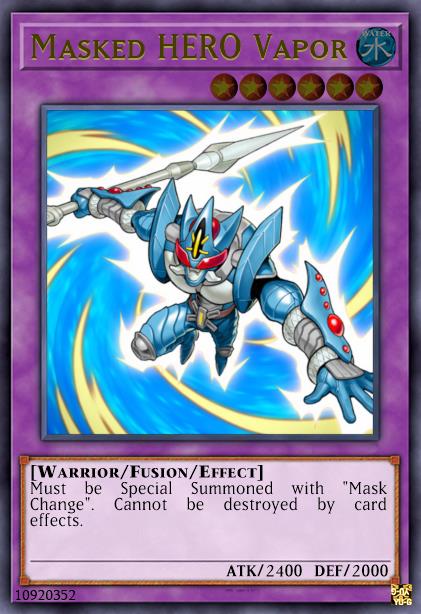 Masked HERO Vapor
WATER
水
[Warrior/Fusion/Effect]
Must be Special Summoned with "Mask
Change". Cannot be destroyed by card
effects.
ATK/2400 DEF/2000
10920352